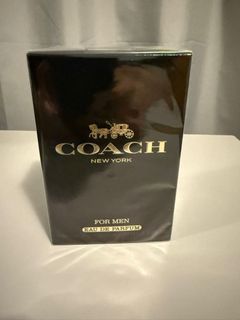 COACH
NEW YORK
FOR MEN
EAU DE PARFUM